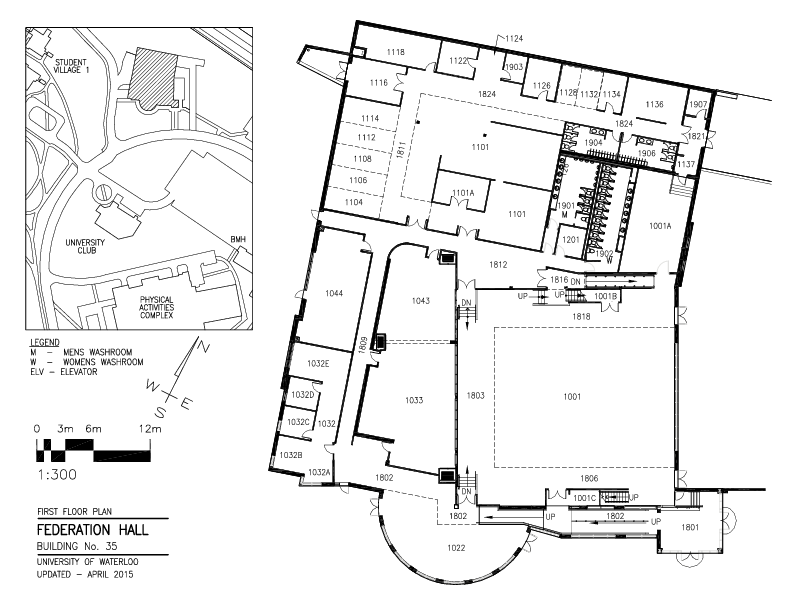 STUDENT
VILLAGE 1
UNIVERSITY
CLUB
BMH
PHYSICAL
ACTIVITIES
COMPLEX
LEGEND
M – MENS WASHROOM
W – WOMENS WASHROOM
ELV – ELEVATOR
N
W
E
S
0 3m 6m 12m
1:300
FIRST FLOOR PLAN
FEDERATION HALL
BUILDING No. 35
UNIVERSITY OF WATERLOO
UPDATED – APRIL 2015
1124
1118
1122
1903
1116
1126
1128
1132
1134
1136
1907
1824
1824
1821
1114
1112
1108
1106
1104
1811
1101
1904
1906
1137
1101A
1101
1901
M
1201
1902
W
1001A
1812
1816
DN
UP
UP
1001B
1818
1044
1043
DN
1809
1032E
1032D
1032C
1032
1032B
1032A
1033
1803
1001
1802
1806
DN
1001C
UP
1802
UP
1802
UP
1801
1022